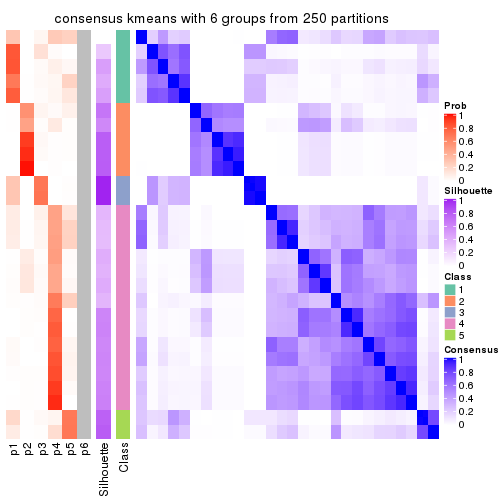 consensus kmeans with 6 groups from 250 partitions
Prob
1
0.8
0.6
0.4
0.2
0
Silhouette
1
0.8
0.6
0.4
0.2
0
Class
1
2
3
4
5
Consensus
1
0.8
0.6
0.4
0.2
0
p1
p2
p3
p4
p5
p6
Silhouette
Class